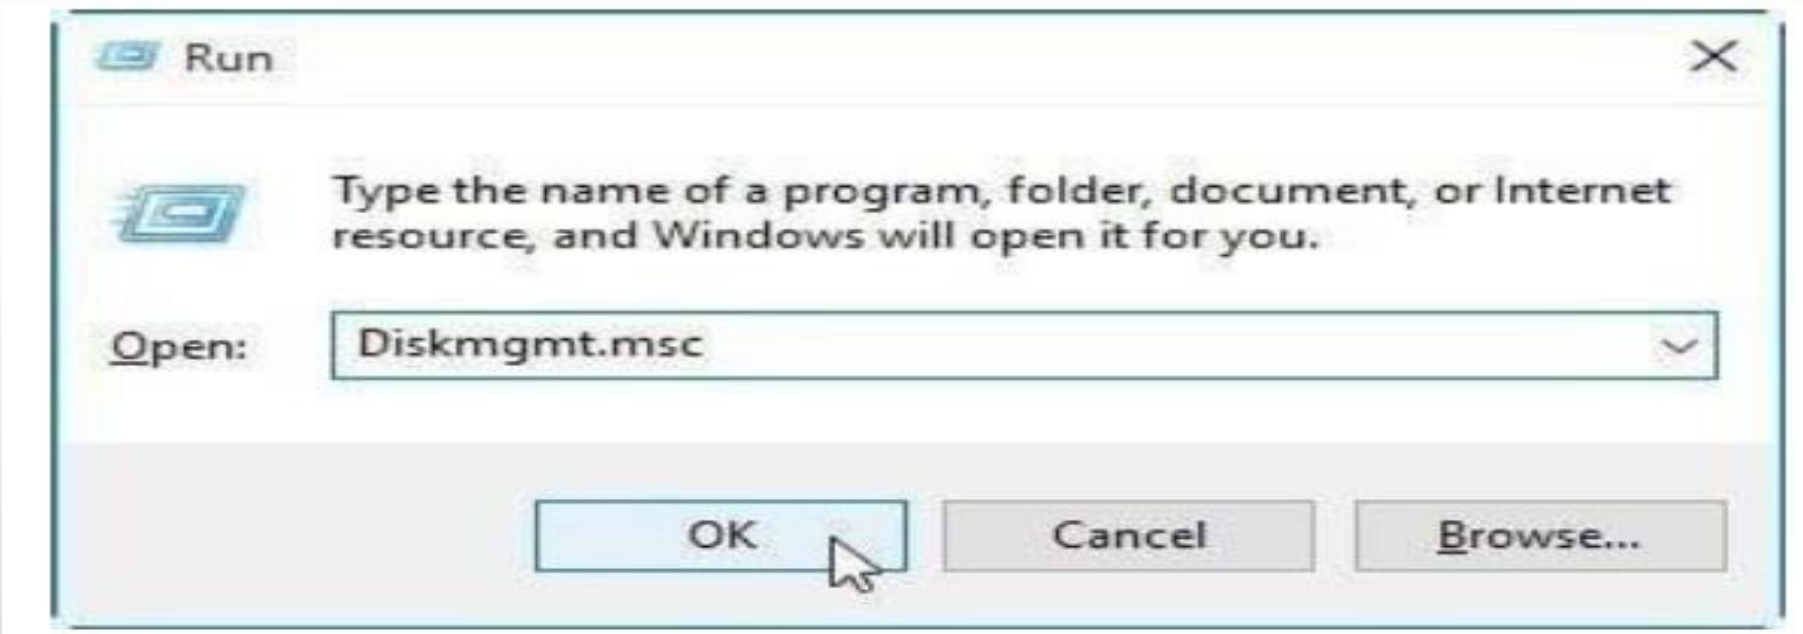 Run
Type the name of a program, folder, document, or Internet
resource, and Windows will open it for you.
Open:
Diskmgmt.msc
OK
Cancel
Browse...